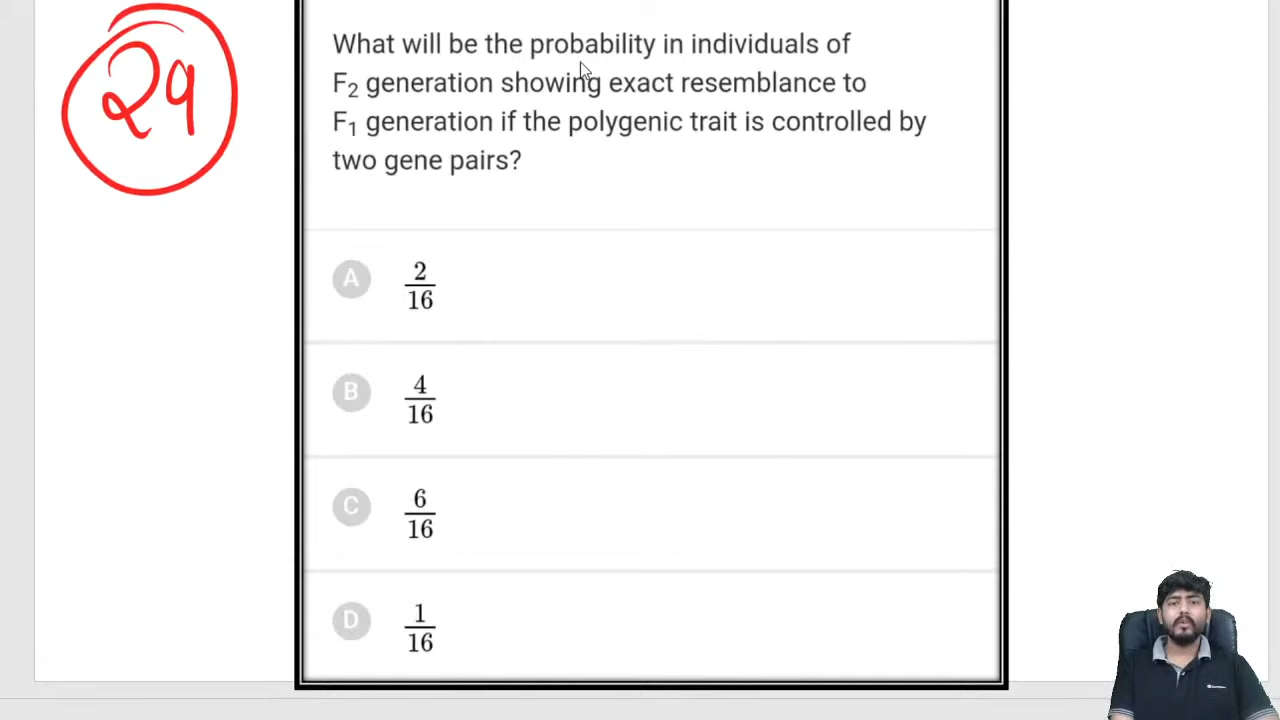 29
What will be the probability in individuals of
F₂ generation showing exact resemblance to
F₁ generation if the polygenic trait is controlled by
two gene pairs?
A 2/16
B 4/16
C 6/16
D 1/16